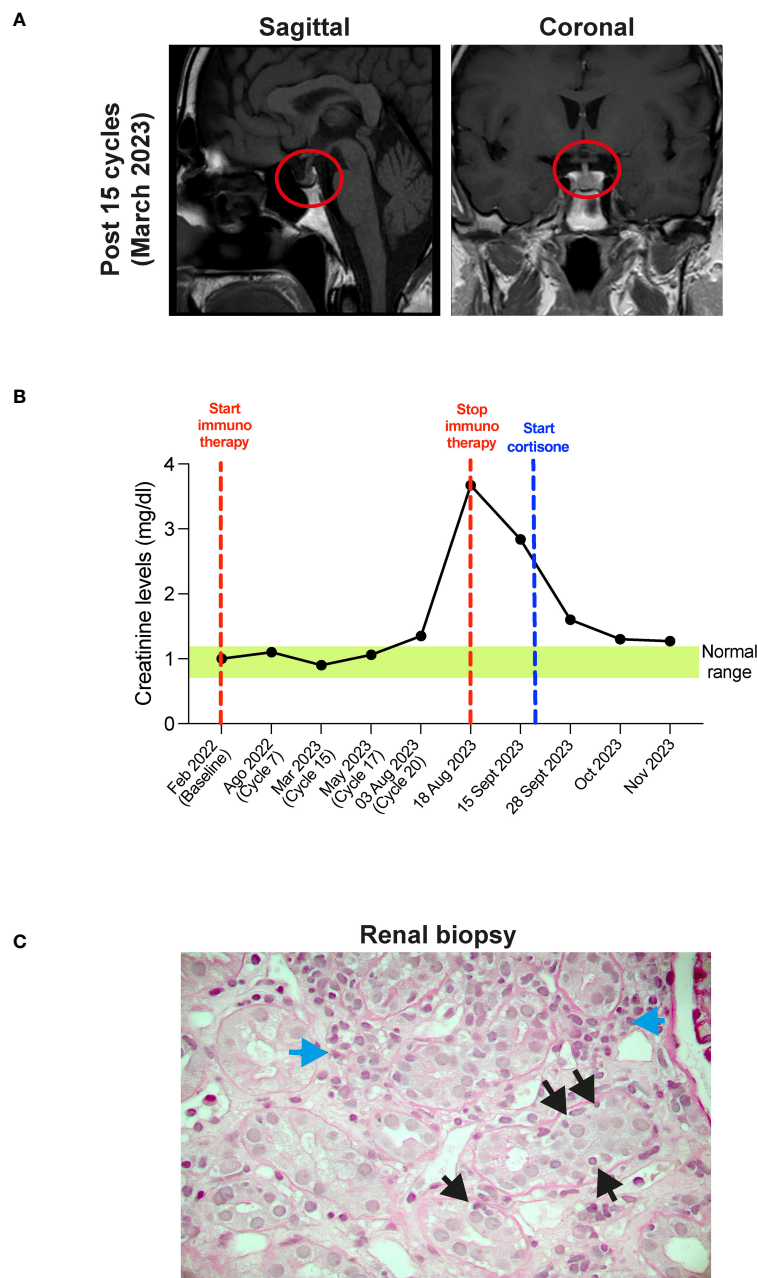 A
Sagittal
Coronal
Post 15 cycles
(March 2023)
B
Start
immuno
therapy
Stop
immuno
therapy
Start
cortisone
Creatinine levels (mg/dl)
4
3
2
1
0
Normal
range
Feb 2022
(Baseline)
Ago 2022
(Cycle 7)
Mar 2023
(Cycle 15)
May 2023
(Cycle 17)
03 Aug 2023
(Cycle 20)
18 Aug 2023
15 Sept 2023
28 Sept 2023
Oct 2023
Nov 2023
C
Renal biopsy